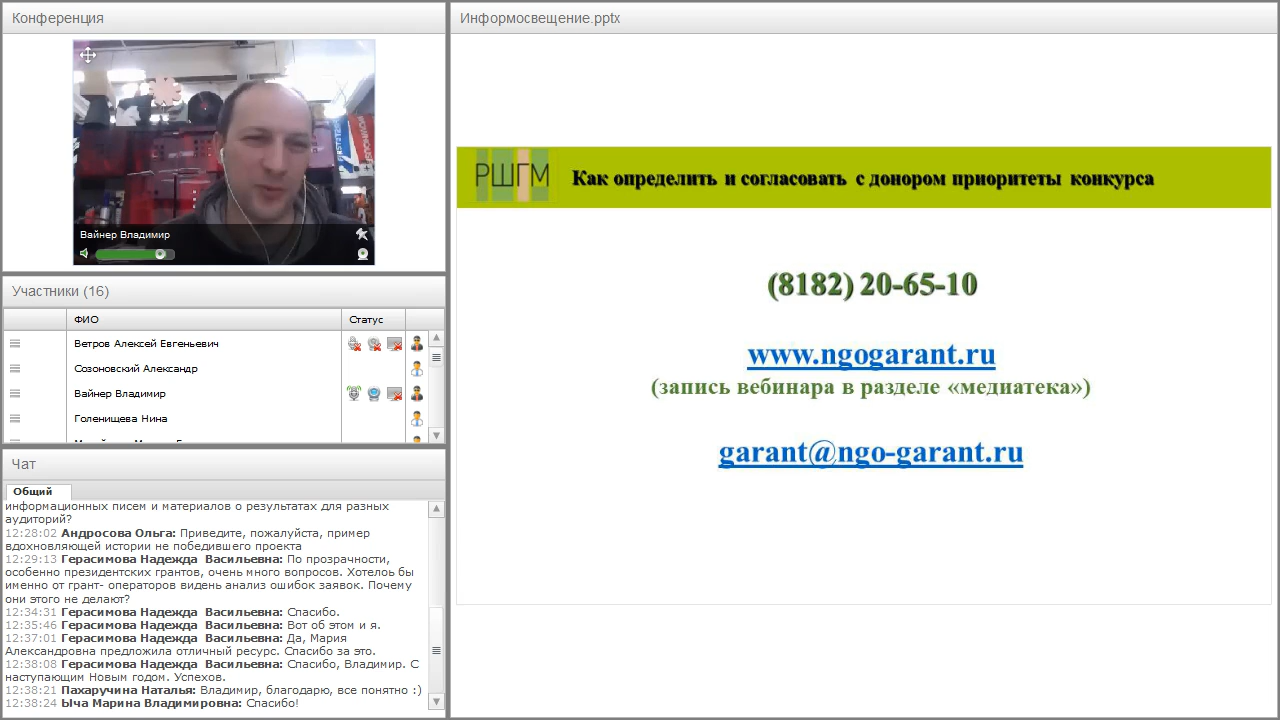 Конференция
Вайнер Владимир
Участники (16)
ФИО
Статус
Ветров Алексей Евгеньевич
Созоновский Александр
Вайнер Владимир
Голенищева Нина
Чат
Общий
информационных писем и материалов о результатах для разных
аудиторий?
12:28:02 Андросова Ольга: Приведите, пожалуйста, пример
вдохновляющей истории не победившего проекта
12:29:13 Герасимова Надежда Васильевна: По прозрачности,
особенно президентских грантов, очень много вопросов. Хотелоь бы
именно от грант- операторов видень анализ ошибок заявок. Почему
они этого не делают?
12:34:31 Герасимова Надежда Васильевна: Спасибо.
12:35:46 Герасимова Надежда Васильевна: Вот об этом и я.
12:37:01 Герасимова Надежда Васильевна: Да, Мария
Александровна предложила отличный ресурс. Спасибо за это.
12:38:08 Герасимова Надежда Васильевна: Спасибо, Владимир. С
наступающим Новым годом. Успехов.
12:38:21 Пахаручина Наталья: Владимир, благодарю, все понятно :)
12:38:24 Ыча Марина Владимировна: Спасибо!
Информосвещение.pptx
РШГМ
Как определить и согласовать с донором приоритеты конкурса
(8182) 20-65-10
www.ngogarant.ru
(запись вебинара в разделе «медиатека»)
garant@ngo-garant.ru